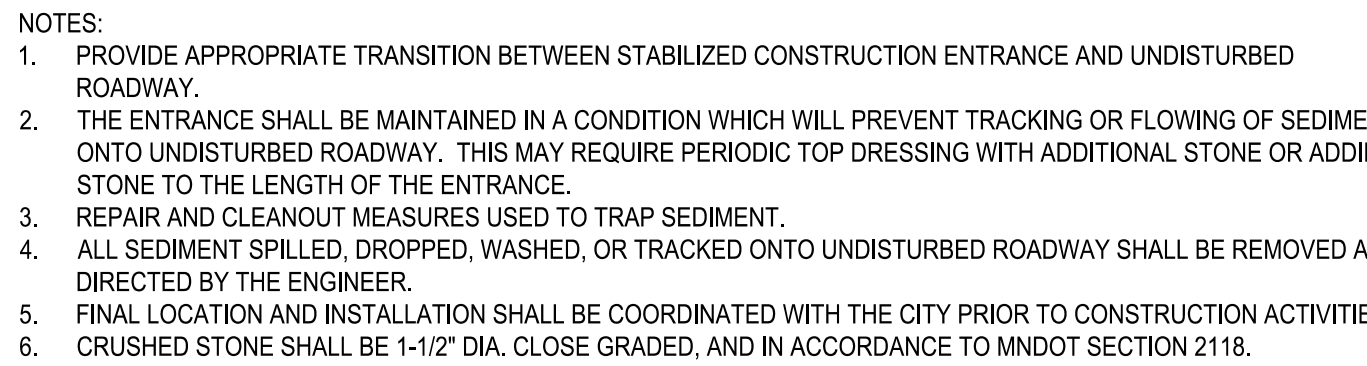 NOTES:
1. PROVIDE APPROPRIATE TRANSITION BETWEEN STABILIZED CONSTRUCTION ENTRANCE AND UNDISTURBED
ROADWAY.
2. THE ENTRANCE SHALL BE MAINTAINED IN A CONDITION WHICH WILL PREVENT TRACKING OR FLOWING OF SEDIME
ONTO UNDISTURBED ROADWAY. THIS MAY REQUIRE PERIODIC TOP DRESSING WITH ADDITIONAL STONE OR
STONE TO THE LENGTH OF THE ENTRANCE.
3. REPAIR AND CLEANOUT MEASURES USED TO TRAP SEDIMENT.
4. ALL SEDIMENT SPILLED, DROPPED, WASHED, OR TRACKED ONTO UNDISTURBED ROADWAY SHALL BE REMOVED A
DIRECTED BY THE ENGINEER.
5. FINAL LOCATION AND INSTALLATION SHALL BE COORDINATED WITH THE CITY PRIOR TO CONSTRUCTION ACTIVITIE
6. CRUSHED STONE SHALL BE 1-1/2" DIA. CLOSE GRADED, AND IN ACCORDANCE TO MNDOT SECTION 2118.